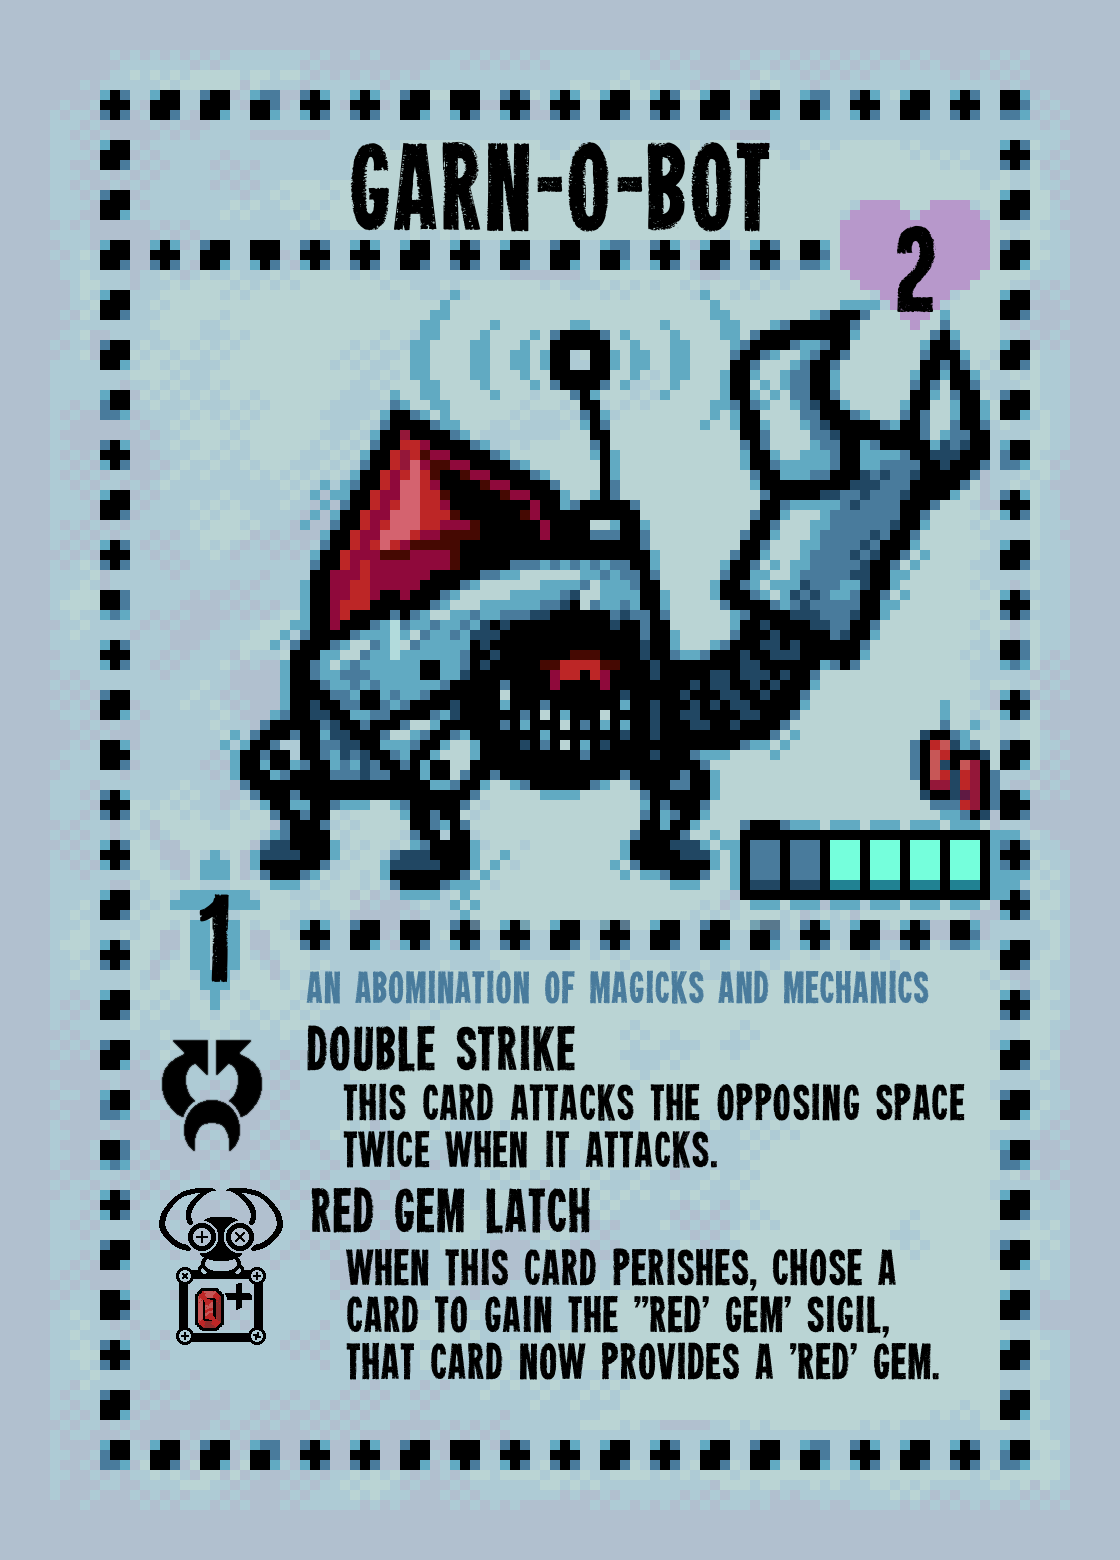 GARN-O-BOT
2
1
AN ABOMINATION OF MAGICKS AND MECHANICS
DOUBLE STRIKE
THIS CARD ATTACKS THE OPPOSING SPACE
TWICE WHEN IT ATTACKS.
RED GEM LATCH
WHEN THIS CARD PERISHES, CHOSE A
CARD TO GAIN THE "RED' GEM' SIGIL,
THAT CARD NOW PROVIDES A 'RED' GEM.